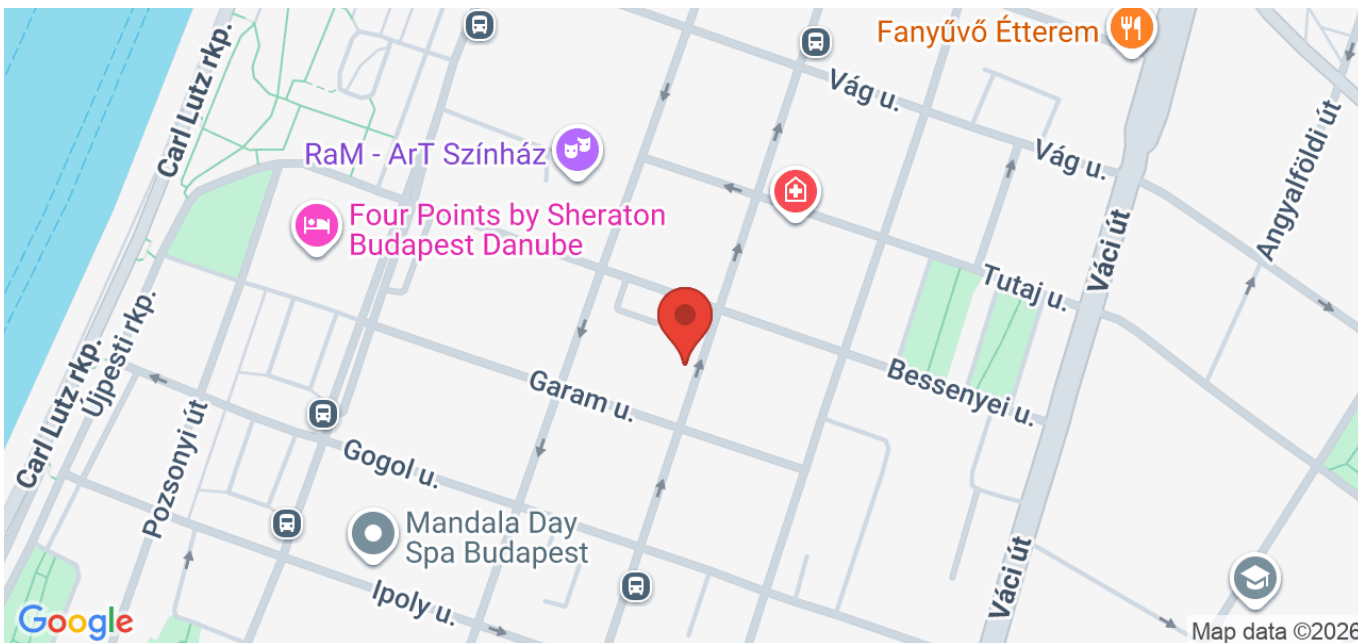 Fanyűvő Étterem
Carl Lutz rkp.
Vág u.
RaM - ArT Színház
Vág u.
Angyalföldi út
Four Points by Sheraton
Budapest Danube
Váci út
Tutaj u.
Újpesti rkp.
Bessenyei u.
Garam u.
Carl Lutz rkp.
Pozsonyi út
Gogol u.
Mandala Day
Spa Budapest
Váci út
Ipoly u.
Google
Map data ©2026